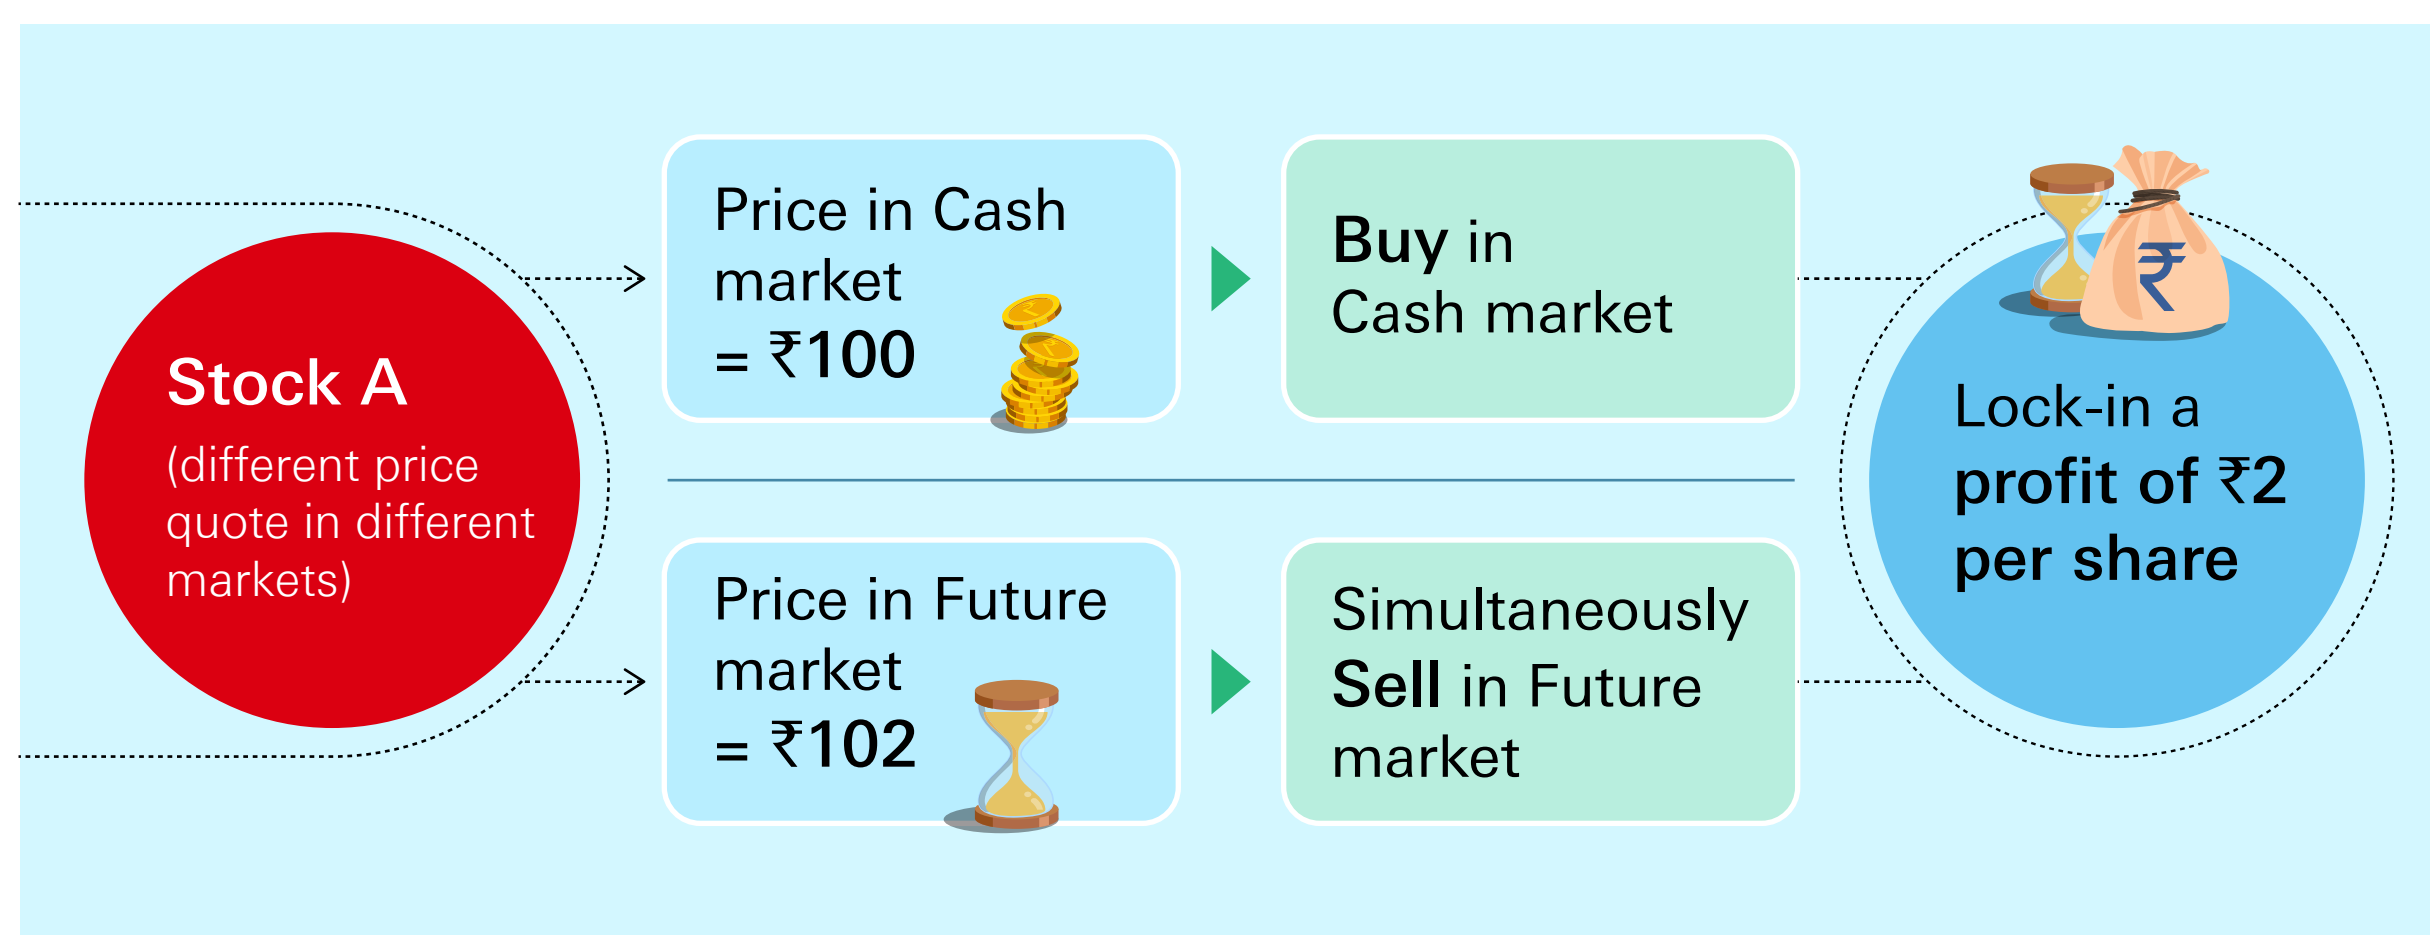 Stock A
(different price
quote in different
markets)
Price in Cash
market
= ₹100
Buy in
Cash market
Price in Future
market
= ₹102
Simultaneously
Sell in Future
market
₹
Lock-in a
profit of ₹2
per share